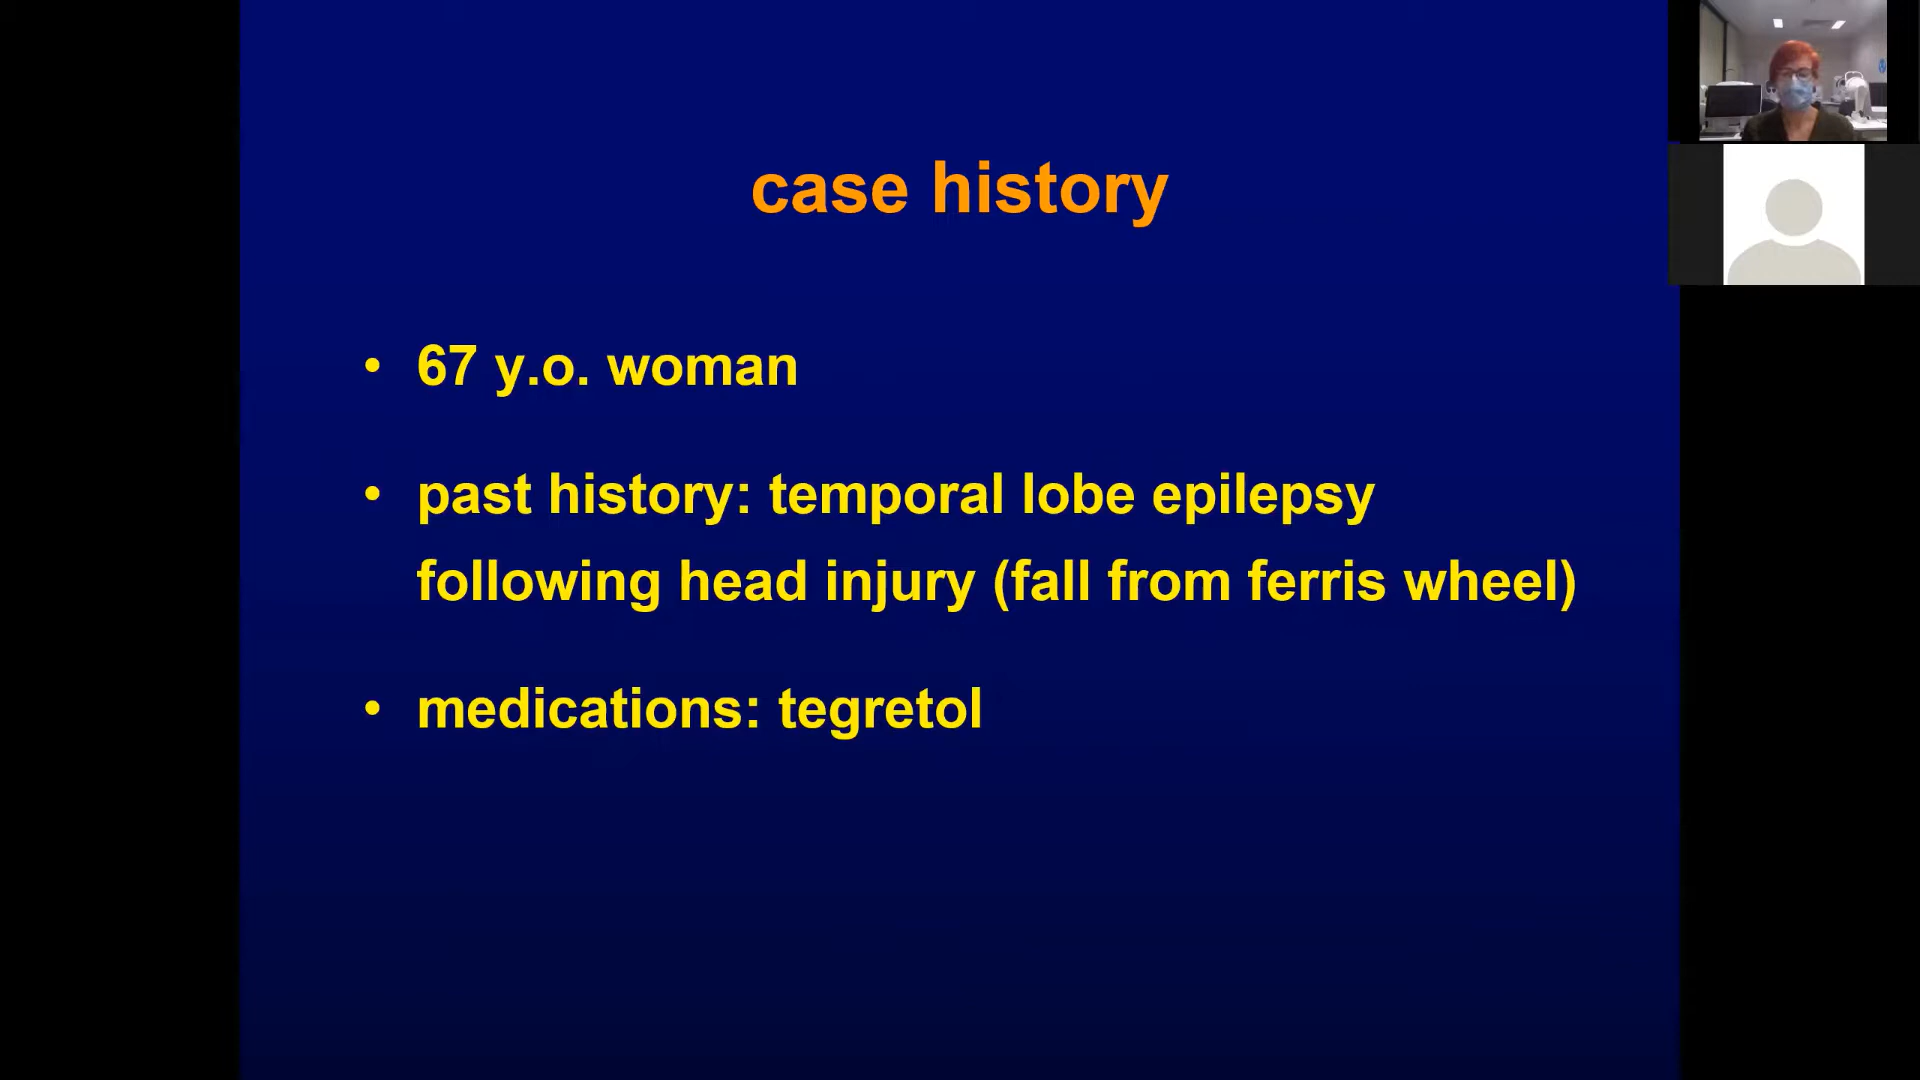 case history
• 67 y.o. woman
• past history: temporal lobe epilepsy
following head injury (fall from ferris wheel)
• medications: tegretol